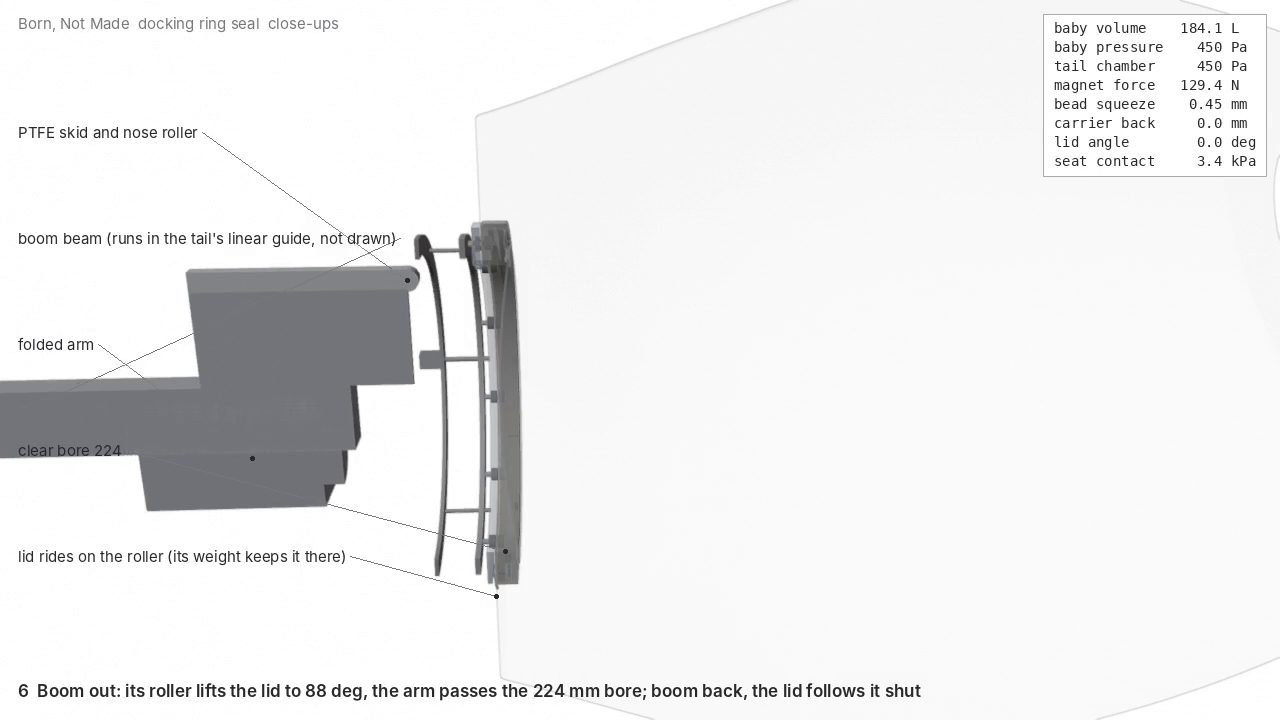 Born, Not Made docking ring seal close-ups
baby volume 184.1 L
baby pressure 450 Pa
tail chamber 450 Pa
magnet force 129.4 N
bead squeeze 0.45 mm
carrier back 0.0 mm
lid angle 0.0 deg
seat contact 3.4 kPa
PTFE skid and nose roller
boom beam (runs in the tail's linear guide, not drawn)
folded arm
clear bore 224
lid rides on the roller (its weight keeps it there)
6 Boom out: its roller lifts the lid to 88 deg, the arm passes the 224 mm bore; boom back, the lid follows it shut